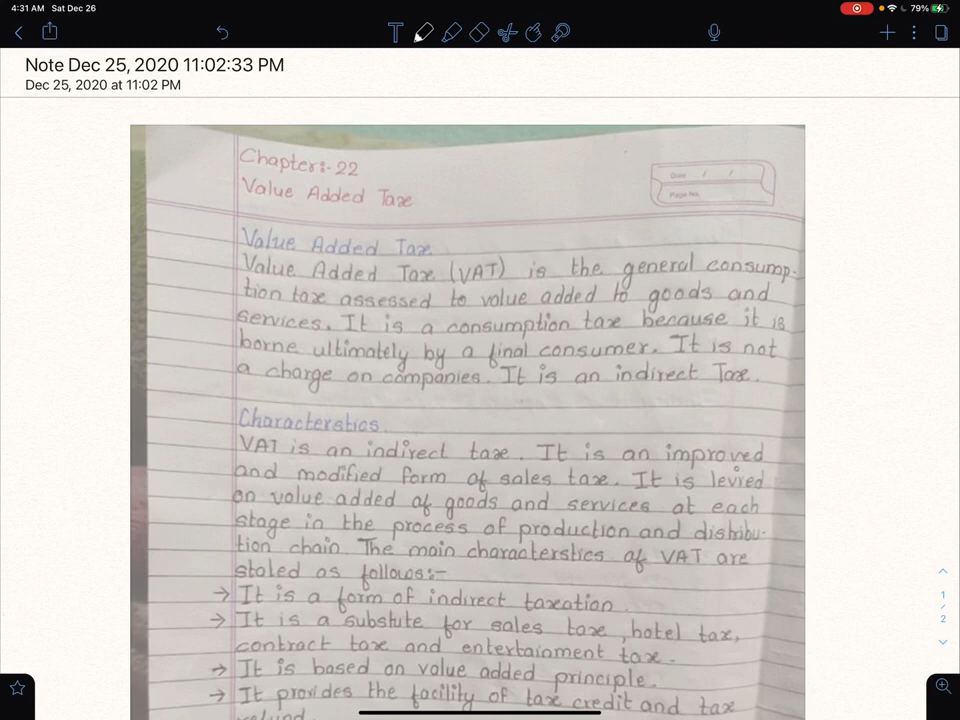 4:31 AM Sat Dec 26
79%
Note Dec 25, 2020 11:02:33 PM
Dec 25, 2020 at 11:02 PM
Chapter:- 22
Value Added Tax
Date / /
Page No.
Value Added Tax
Value Added Tax (VAT) is the general consump-
tion tax assessed to value added to goods and
services. It is a consumption tax because it is
borne ultimately by a final consumer. It is not
a charge on companies. It is an indirect Tax.
Characterstics
VAT is an indirect tax. It is an improved
and modified form of sales tax. It is levied
on value added of goods and services at each
stage in the process of production and distribu-
tion chain The main characterstics of VAT are
stated as follows:-
→ It is a form of indirect taxation.
→ It is a substute for sales tax, hotel tax,
contract tax and entertainment tax.
→ It is based on value added principle.
→ It provides the facility of tax credit and tax
refund.
1
/
2